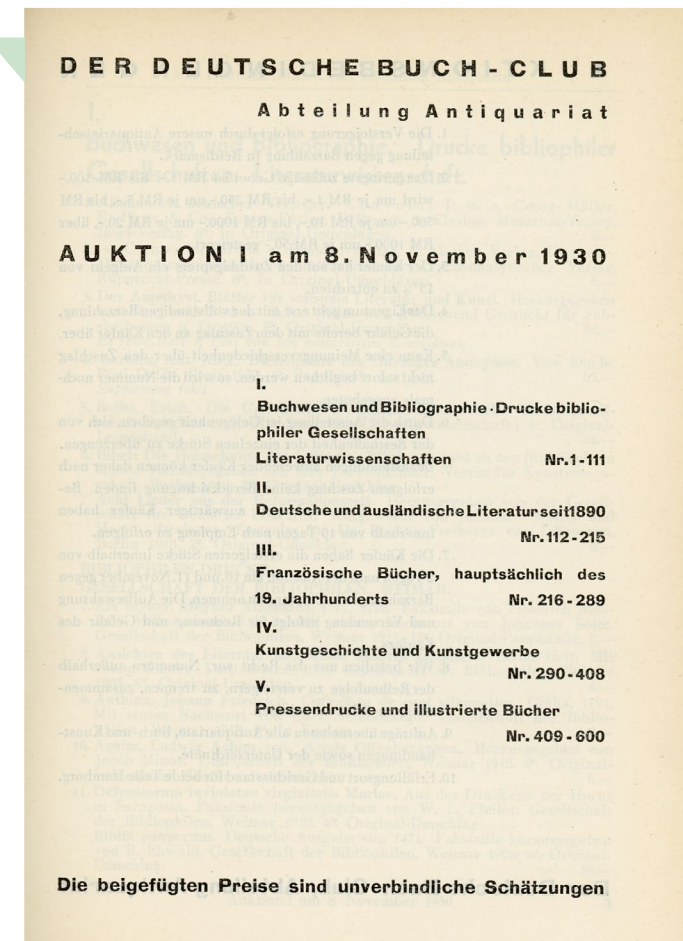 DER DEUTSCHE BUCH-CLUB
Abteilung Antiquariat
AUKTION I am 8. November 1930
I.
Buchwesen und Bibliographie · Drucke biblio-
philer Gesellschaften
Literaturwissenschaften Nr. 1-111
II.
Deutsche und ausländische Literatur seit 1890
Nr. 112-215
III.
Französische Bücher, hauptsächlich des
19. Jahrhunderts Nr. 216-289
IV.
Kunstgeschichte und Kunstgewerbe
Nr. 290-408
V.
Pressendrucke und illustrierte Bücher
Nr. 409-600
Die beigefügten Preise sind unverbindliche Schätzungen